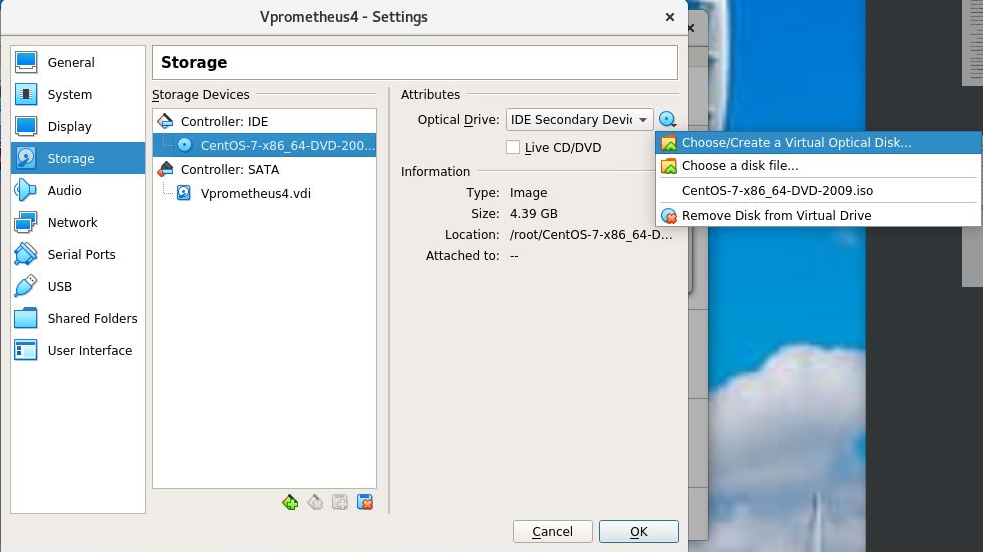 Vprometheus4 - Settings
General
System
Display
Storage
Audio
Network
Serial Ports
USB
Shared Folders
User Interface
Storage
Storage Devices
Controller: IDE
CentOS-7-x86_64-DVD-200...
Controller: SATA
Vprometheus4.vdi
Attributes
Optical Drive: IDE Secondary Devic
Live CD/DVD
Information
Type: Image
Size: 4.39 GB
Location: /root/CentOS-7-x86_64-D...
Attached to: --
Choose/Create a Virtual Optical Disk...
Choose a disk file...
CentOS-7-x86_64-DVD-2009.iso
Remove Disk from Virtual Drive
Cancel
OK